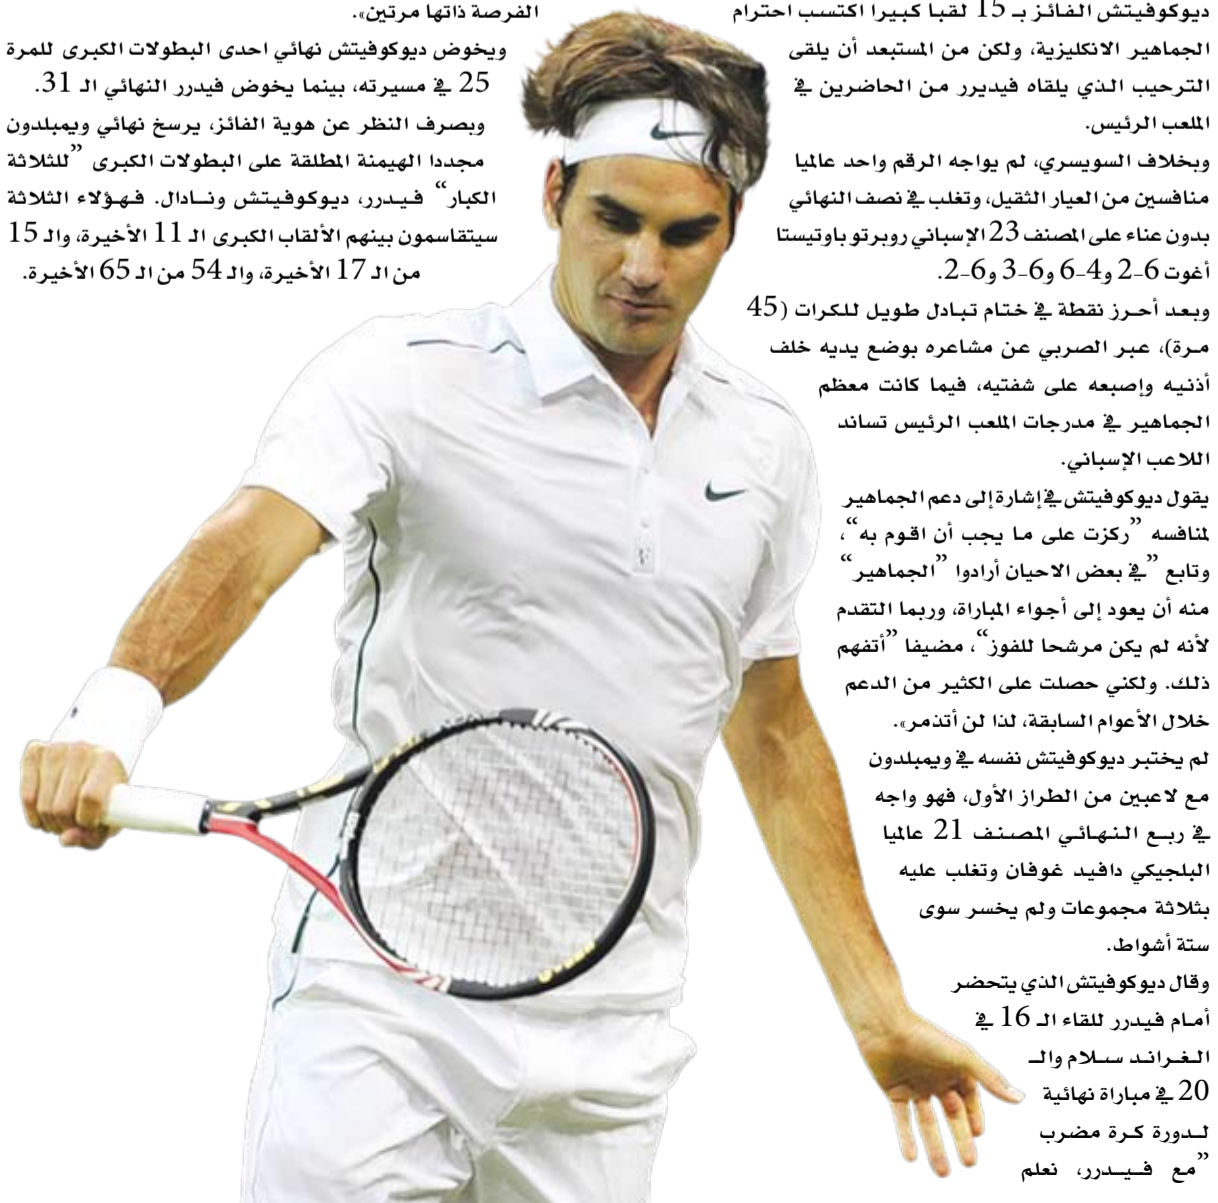 ديوكوفيتش الفائز بـ 15 لقبا كبيرا اكتسب احترام
الجماهير الانكليزية، ولكن من المستبعد أن يلقى
الترحيب الذي يلقاه فيديرر من الحاضرين في
الملعب الرئيس.
وبخلاف السويسري، لم يواجه الرقم واحد عالميا
منافسين من العيار الثقيل، وتغلب في نصف النهائي
بدون عناء على المصنف 23 الإسباني روبرتو باوتيستا
أغوت 6-2 و4-6 و6-3 و6-2.
وبعد أحرز نقطة في ختام تبادل طويل للكرات (45
مرة)، عبر الصربي عن مشاعره بوضع يديه خلف
أذنيه وإصبعه على شفتيه، فيما كانت معظم
الجماهير في مدرجات الملعب الرئيس تساند
اللاعب الإسباني.
يقول ديوكوفيتش في إشارة إلى دعم الجماهير
لمنافسه ”ركزت على ما يجب أن اقوم به“،
وتابع ”في بعض الاحيان أرادوا ”الجماهير“
منه أن يعود إلى أجواء المباراة، وربما التقدم
لأنه لم يكن مرشحا للفوز“، مضيفا ”أتفهم
ذلك. ولكني حصلت على الكثير من الدعم
خلال الأعوام السابقة، لذا لن أتذمر».
لم يختبر ديوكوفيتش نفسه في ويمبلدون
مع لاعبين من الطراز الأول، فهو واجه
في ربع النهائي المصنف 21 عالميا
البلجيكي دافيد غوفان وتغلب عليه
بثلاثة مجموعات ولم يخسر سوى
ستة أشواط.
وقال ديوكوفيتش الذي يتحضر
أمام فيدرر للقاء الـ 16 في
الغراند سلام والـ
20 في مباراة نهائية
لدورة كرة مضرب
”مع فيدرر، نعلم
الفرصة ذاتها مرتين».
ويخوض ديوكوفيتش نهائي احدى البطولات الكبرى للمرة
25 في مسيرته، بينما يخوض فيدرر النهائي الـ 31.
وبصرف النظر عن هوية الفائز، يرسخ نهائي ويمبلدون
مجددا الهيمنة المطلقة على البطولات الكبرى ”للثلاثة
الكبار“ فيدرر، ديوكوفيتش ونادال. فهؤلاء الثلاثة
سيتقاسمون بينهم الألقاب الكبرى الـ 11 الأخيرة، والـ 15
من الـ 17 الأخيرة، والـ 54 من الـ 65 الأخيرة.